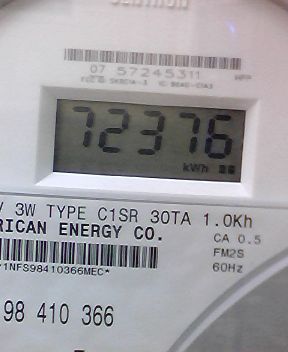 07 57245311
72376
kWh
V 3W TYPE C1SR 30TA 1.0Kh
RICAN ENERGY CO.
CA 0.5
FM2S
60Hz
*1NFS98410366MEC*
98 410 366